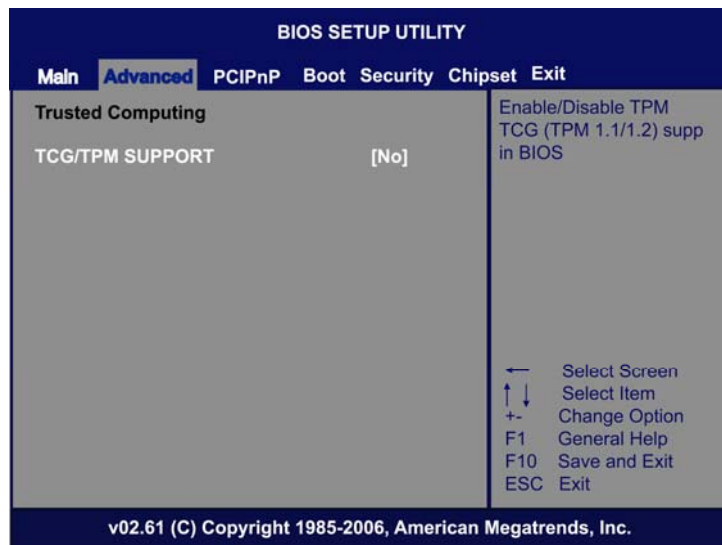 BIOS SETUP UTILITY
Main Advanced PCIPnP Boot Security Chipset Exit
Trusted Computing
TCG/TPM SUPPORT [No]
Enable/Disable TPM
TCG (TPM 1.1/1.2) supp
in BIOS
← Select Screen
↑ ↓ Select Item
+- Change Option
F1 General Help
F10 Save and Exit
ESC Exit
v02.61 (C) Copyright 1985-2006, American Megatrends, Inc.